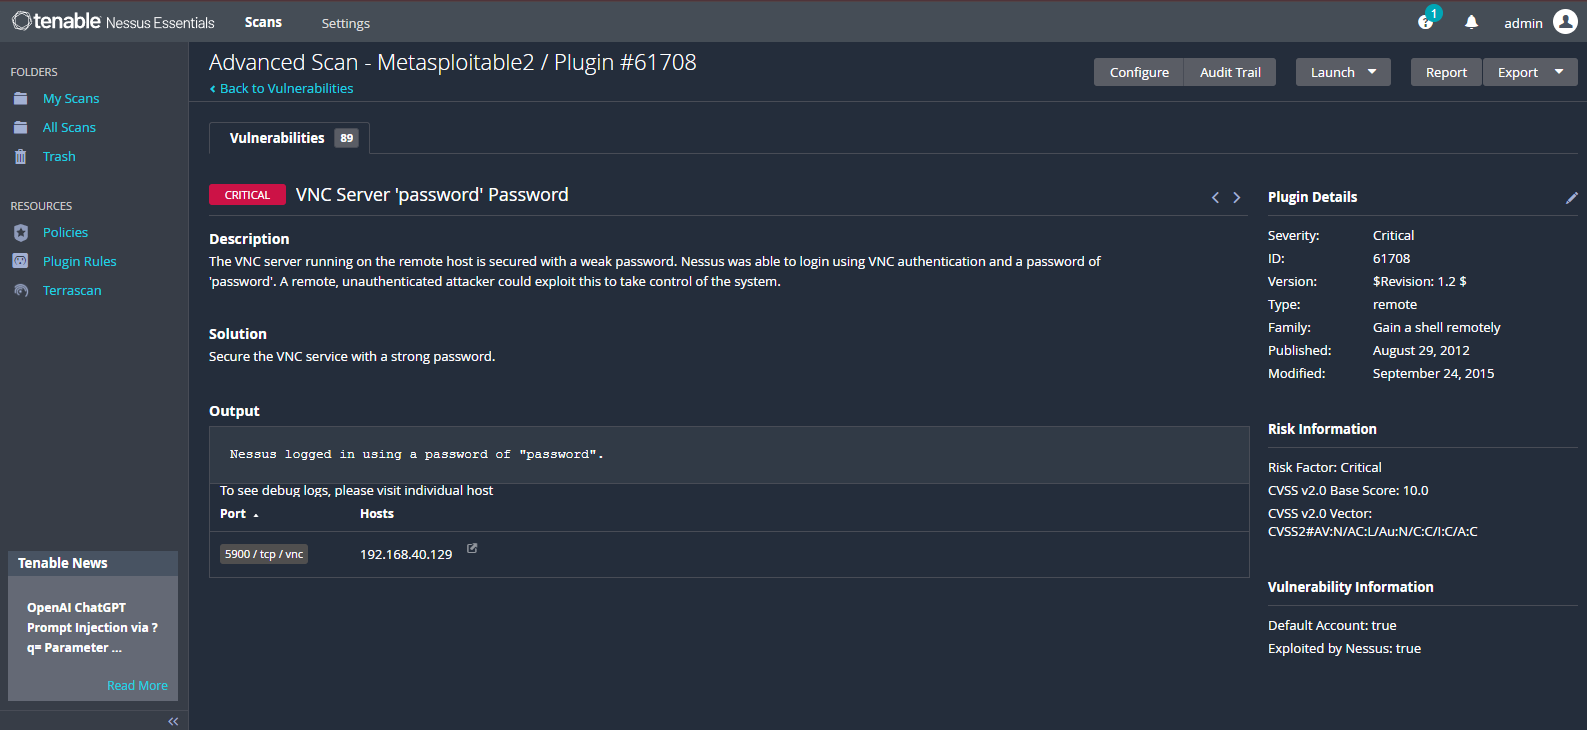 tenable Nessus Essentials Scans Settings 1 admin
FOLDERS
My Scans
All Scans
Trash
RESOURCES
Policies
Plugin Rules
Terrascan
Tenable News
OpenAI ChatGPT
Prompt Injection via ?
q= Parameter ...
Read More
Advanced Scan - Metasploitable2 / Plugin #61708
Back to Vulnerabilities
Configure Audit Trail Launch Report Export
Vulnerabilities 89
CRITICAL VNC Server 'password' Password
Description
The VNC server running on the remote host is secured with a weak password. Nessus was able to login using VNC authentication and a password of
'password'. A remote, unauthenticated attacker could exploit this to take control of the system.
Solution
Secure the VNC service with a strong password.
Output
Nessus logged in using a password of "password".
To see debug logs, please visit individual host
Port Hosts
5900 / tcp / vnc 192.168.40.129
Plugin Details
Severity: Critical
ID: 61708
Version: $Revision: 1.2 $
Type: remote
Family: Gain a shell remotely
Published: August 29, 2012
Modified: September 24, 2015
Risk Information
Risk Factor: Critical
CVSS v2.0 Base Score: 10.0
CVSS v2.0 Vector:
CVSS2#AV:N/AC:L/Au:N/C:C/I:C/A:C
Vulnerability Information
Default Account: true
Exploited by Nessus: true